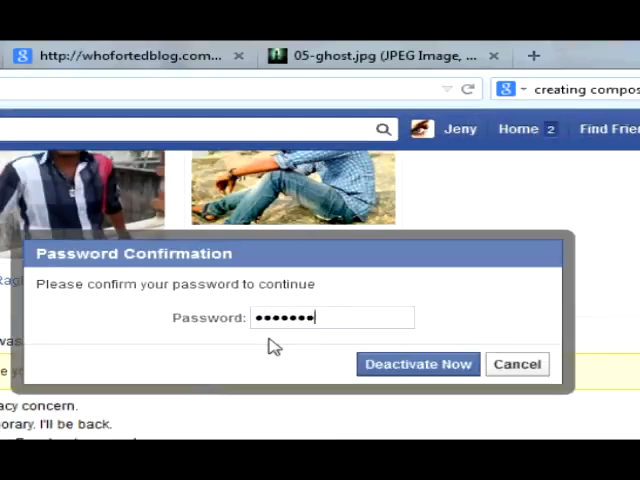 http://whofortedblog.com...
05-ghost.jpg (JPEG Image, ...
creating compos
Jeny Home 2 Find Frie
Password Confirmation
Please confirm your password to continue
Password: •••••••
Deactivate Now Cancel
was
acy concern.
orary. I'll be back.